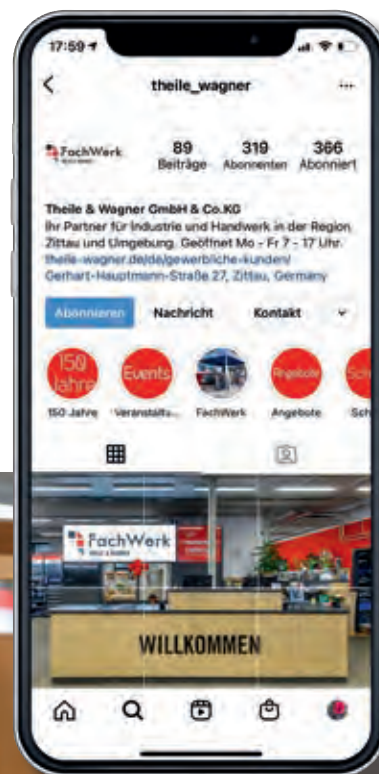 17:59
theile_wagner
FachWerk
89 319 366
Beiträge Abonnenten Abonniert
Theile & Wagner GmbH & Co.KG
Ihr Partner für Industrie und Handwerk in der Region
Zittau und Umgebung. Geöffnet Mo - Fr 7 - 17 Uhr.
theile-wagner.de/de/gewerbliche-kunden/
Gerhart-Hauptmann-Straße 27, Zittau, Germany
Abonnieren Nachricht Kontakt
150 Jahre
Events
Angebote
Sch
150 Jahre Veranstaltu... FachWerk Angebote Sch
FachWerk
WILLKOMMEN